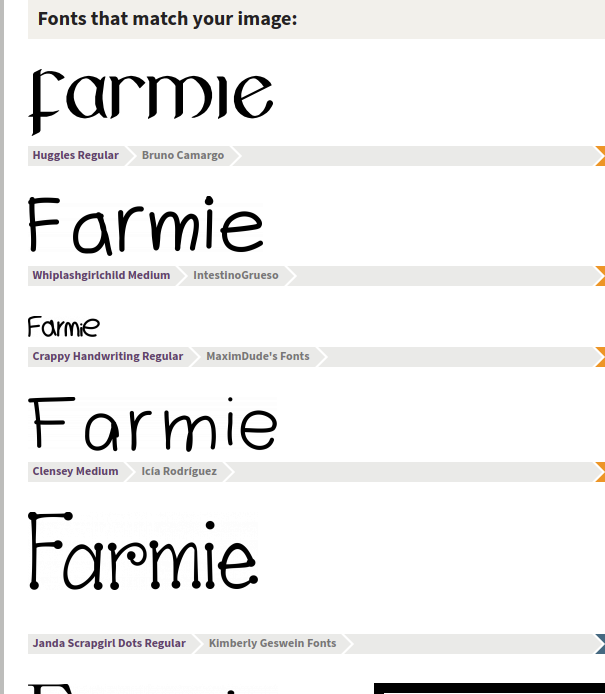 Fonts that match your image:
Farmie
Huggles Regular Bruno Camargo
Farmie
Whiplashgirlchild Medium IntestinoGrueso
Farmie
Crappy Handwriting Regular MaximDude's Fonts
Farmie
Clensey Medium Icía Rodríguez
Farmie
Janda Scrapgirl Dots Regular Kimberly Geswein Fonts